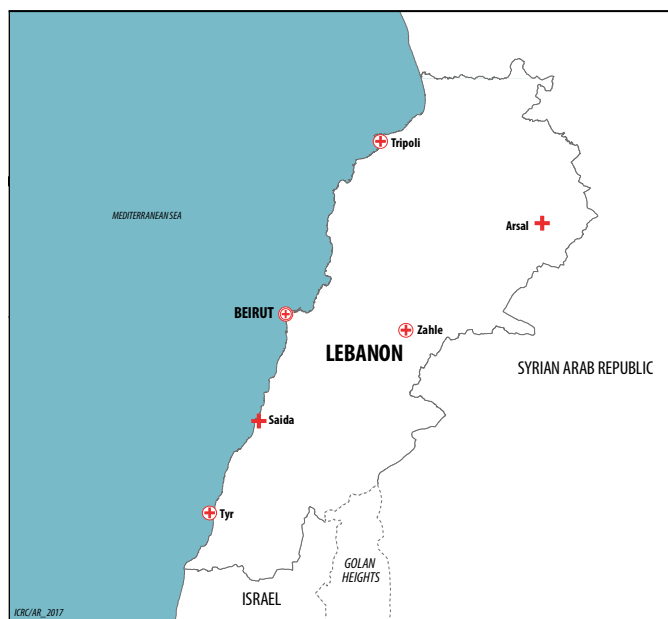 Tripoli
MEDITERRANEAN SEA
Arsal
BEIRUT
Zahle
LEBANON
SYRIAN ARAB REPUBLIC
Saida
Tyr
GOLAN
HEIGHTS
ISRAEL
ICRC/AR_2017